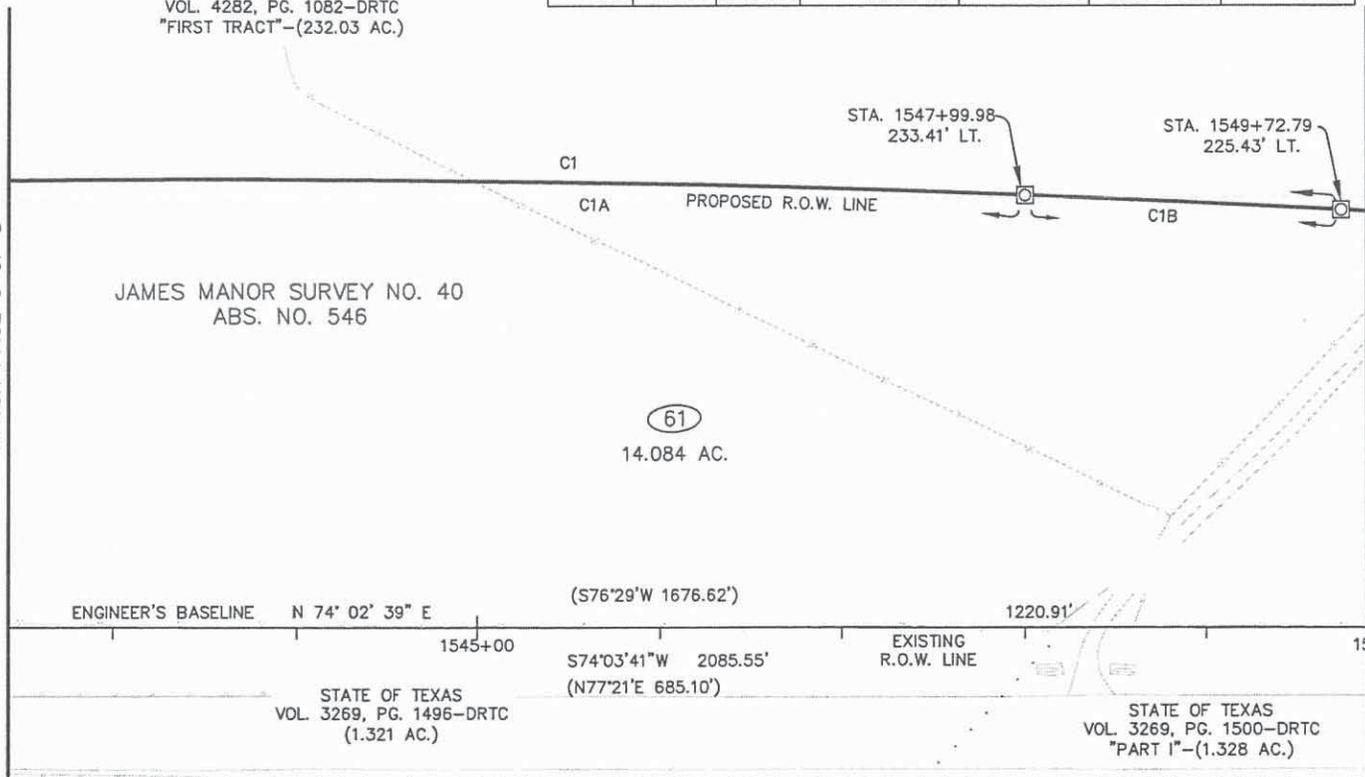 VOL. 4282, PG. 1082-DRTC
"FIRST TRACT"-(232.03 AC.)
STA. 1547+99.98
233.41' LT.
STA. 1549+72.79
225.43' LT.
C1
C1A
PROPOSED R.O.W. LINE
C1B
JAMES MANOR SURVEY NO. 40
ABS. NO. 546
61
14.084 AC.
(S76°29'W 1676.62')
ENGINEER'S BASELINE N 74° 02' 39" E
1220.91'
1545+00
EXISTING
R.O.W. LINE
S74°03'41"W 2085.55'
(N77°21'E 685.10')
STATE OF TEXAS
VOL. 3269, PG. 1496-DRTC
(1.321 AC.)
STATE OF TEXAS
VOL. 3269, PG. 1500-DRTC
"PART I"-(1.328 AC.)